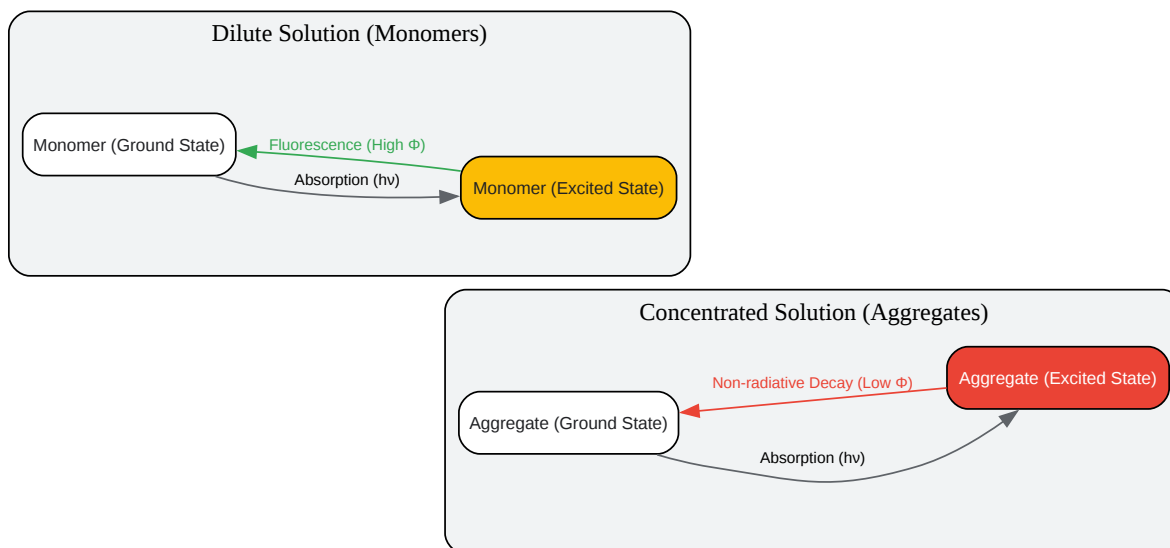 Dilute Solution (Monomers)
Monomer (Ground State)
Fluorescence (High Φ)
Absorption (hν)
Monomer (Excited State)
Concentrated Solution (Aggregates)
Aggregate (Excited State)
Non-radiative Decay (Low Φ)
Aggregate (Ground State)
Absorption (hν)